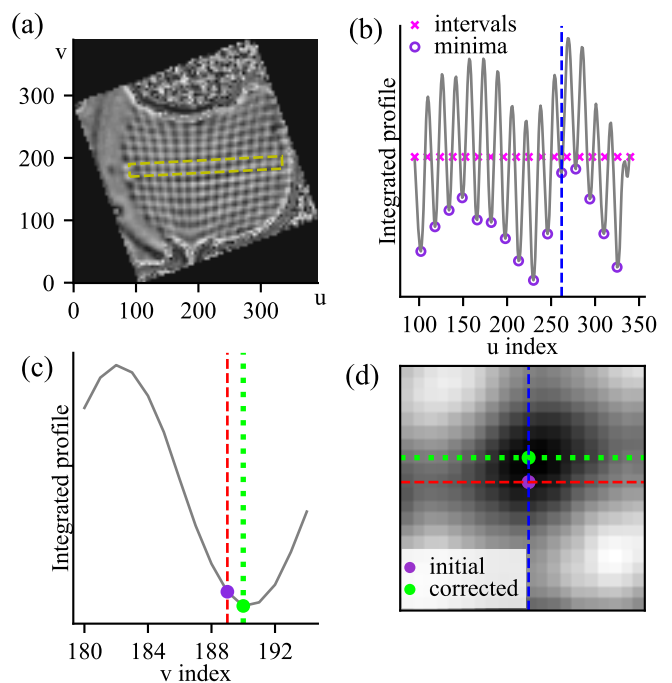 (a)
v
300
200
100
0
0 100 200 300
u
(b)
intervals
minima
Integrated profile
100 150 200 250 300 350
u index
(c)
Integrated profile
180 184 188 192
v index
(d)
initial
corrected